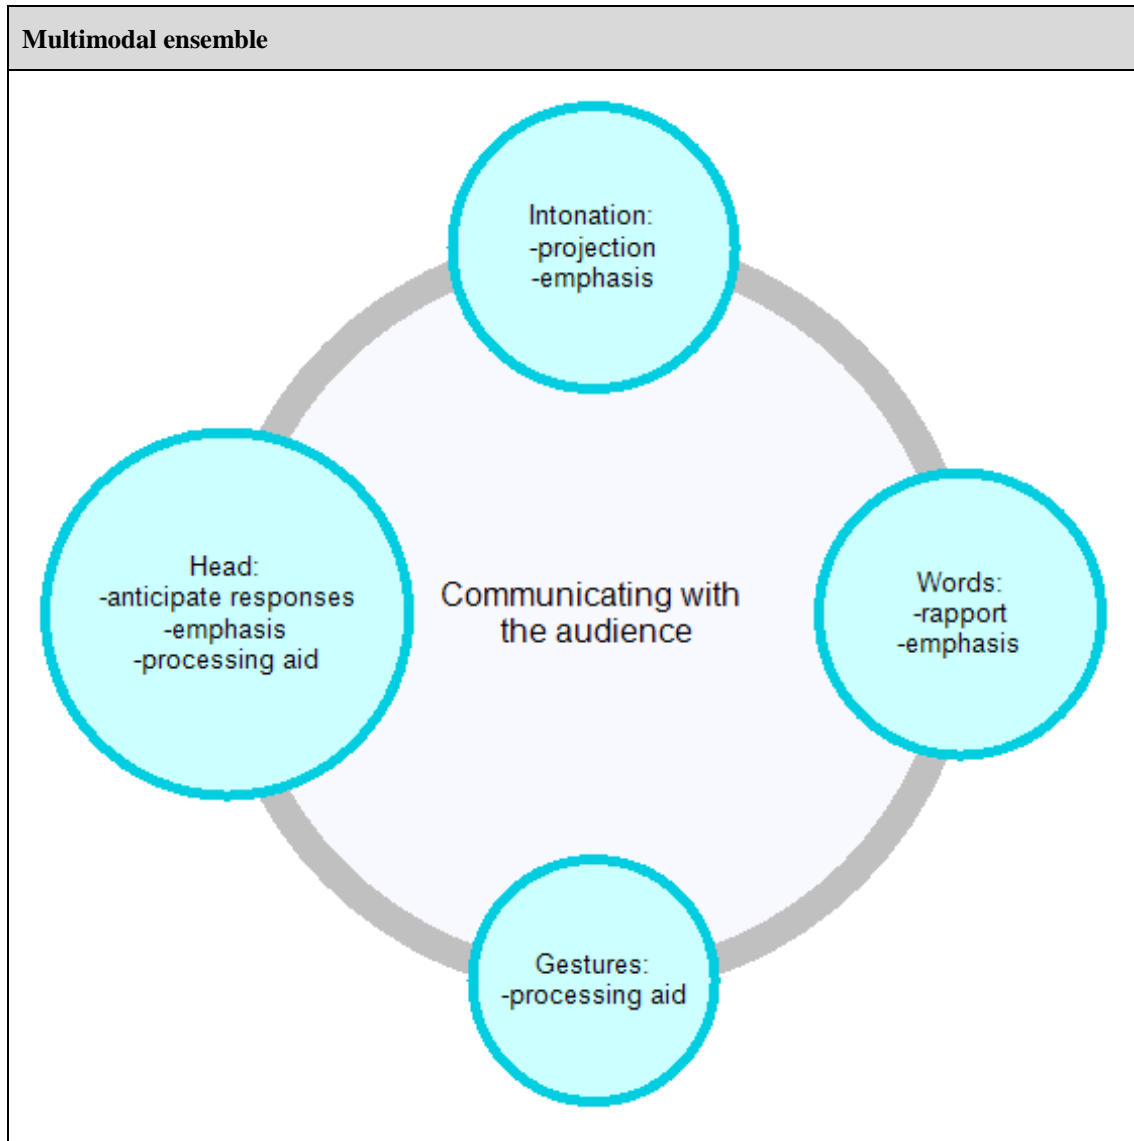 Multimodal ensemble
Intonation:
-projection
-emphasis
Head:
-anticipate responses
-emphasis
-processing aid
Communicating with
the audience
Words:
-rapport
-emphasis
Gestures:
-processing aid